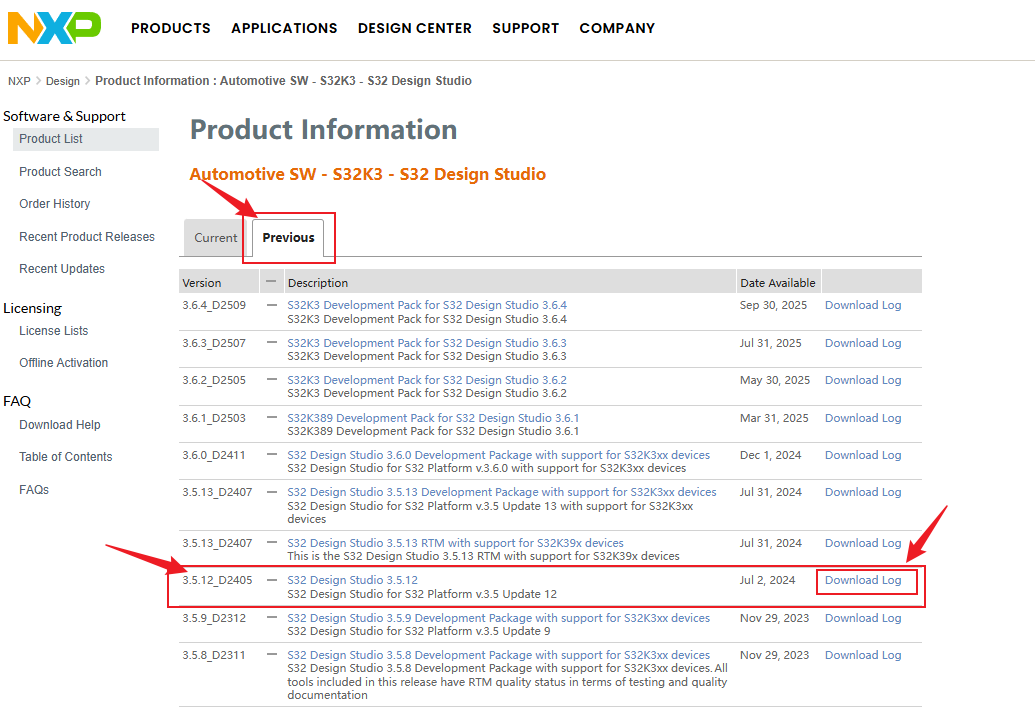 NXP
PRODUCTS APPLICATIONS DESIGN CENTER SUPPORT COMPANY
NXP > Design > Product Information : Automotive SW - S32K3 - S32 Design Studio
Software & Support
Product List
Product Search
Order History
Recent Product Releases
Recent Updates
Licensing
License Lists
Offline Activation
FAQ
Download Help
Table of Contents
FAQs
Product Information
Automotive SW - S32K3 - S32 Design Studio
Current Previous
Version — Description Date Available
3.6.4_D2509 — S32K3 Development Pack for S32 Design Studio 3.6.4 Sep 30, 2025 Download Log
S32K3 Development Pack for S32 Design Studio 3.6.4
3.6.3_D2507 — S32K3 Development Pack for S32 Design Studio 3.6.3 Jul 31, 2025 Download Log
S32K3 Development Pack for S32 Design Studio 3.6.3
3.6.2_D2505 — S32K3 Development Pack for S32 Design Studio 3.6.2 May 30, 2025 Download Log
S32K3 Development Pack for S32 Design Studio 3.6.2
3.6.1_D2503 — S32K389 Development Pack for S32 Design Studio 3.6.1 Mar 31, 2025 Download Log
S32K389 Development Pack for S32 Design Studio 3.6.1
3.6.0_D2411 — S32 Design Studio 3.6.0 Development Package with support for S32K3xx devices Dec 1, 2024 Download Log
S32 Design Studio for S32 Platform v.3.6.0 with support for S32K3xx devices
3.5.13_D2407 — S32 Design Studio 3.5.13 Development Package with support for S32K3xx devices Jul 31, 2024 Download Log
S32 Design Studio for S32 Platform v.3.5 Update 13 with support for S32K3xx
devices
3.5.13_D2407 — S32 Design Studio 3.5.13 RTM with support for S32K39x devices Jul 31, 2024 Download Log
This is the S32 Design Studio 3.5.13 RTM with support for S32K39x devices
3.5.12_D2405 — S32 Design Studio 3.5.12 Jul 2, 2024 Download Log
S32 Design Studio for S32 Platform v.3.5 Update 12
3.5.9_D2312 — S32 Design Studio 3.5.9 Development Package with support for S32K3xx devices Nov 29, 2023 Download Log
S32 Design Studio for S32 Platform v.3.5 Update 9
3.5.8_D2311 — S32 Design Studio 3.5.8 Development Package with support for S32K3xx devices Nov 29, 2023 Download Log
S32 Design Studio 3.5.8 Development Package with support for S32K3xx devices. All
tools included in this release have RTM quality status in terms of testing and quality
documentation